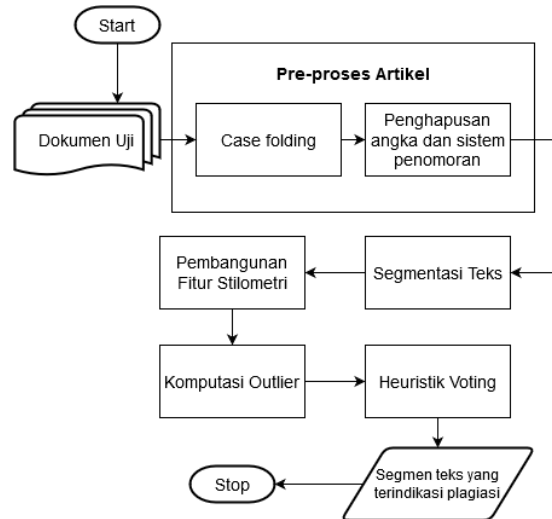 Start
Pre-proses Artikel
Dokumen Uji
Case folding
Penghapusan
angka dan sistem
penomoran
Pembangunan
Fitur Stilometri
Segmentasi Teks
Komputasi Outlier
Heuristik Voting
Segmen teks yang
terindikasi plagiasi
Stop